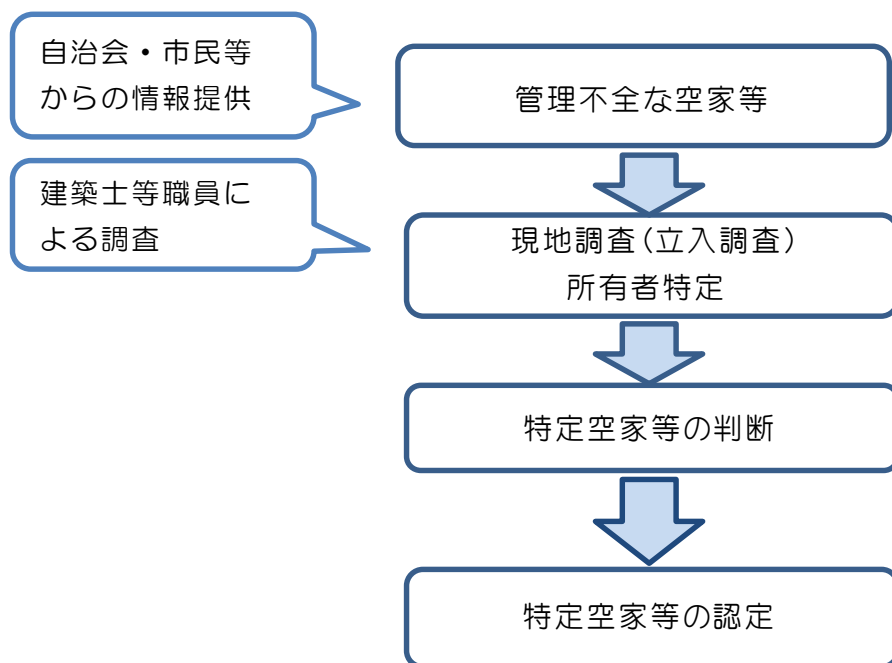 自治会・市民等
からの情報提供
管理不全な空家等
建築士等職員に
よる調査
現地調査(立入調査)
所有者特定
特定空家等の判断
特定空家等の認定